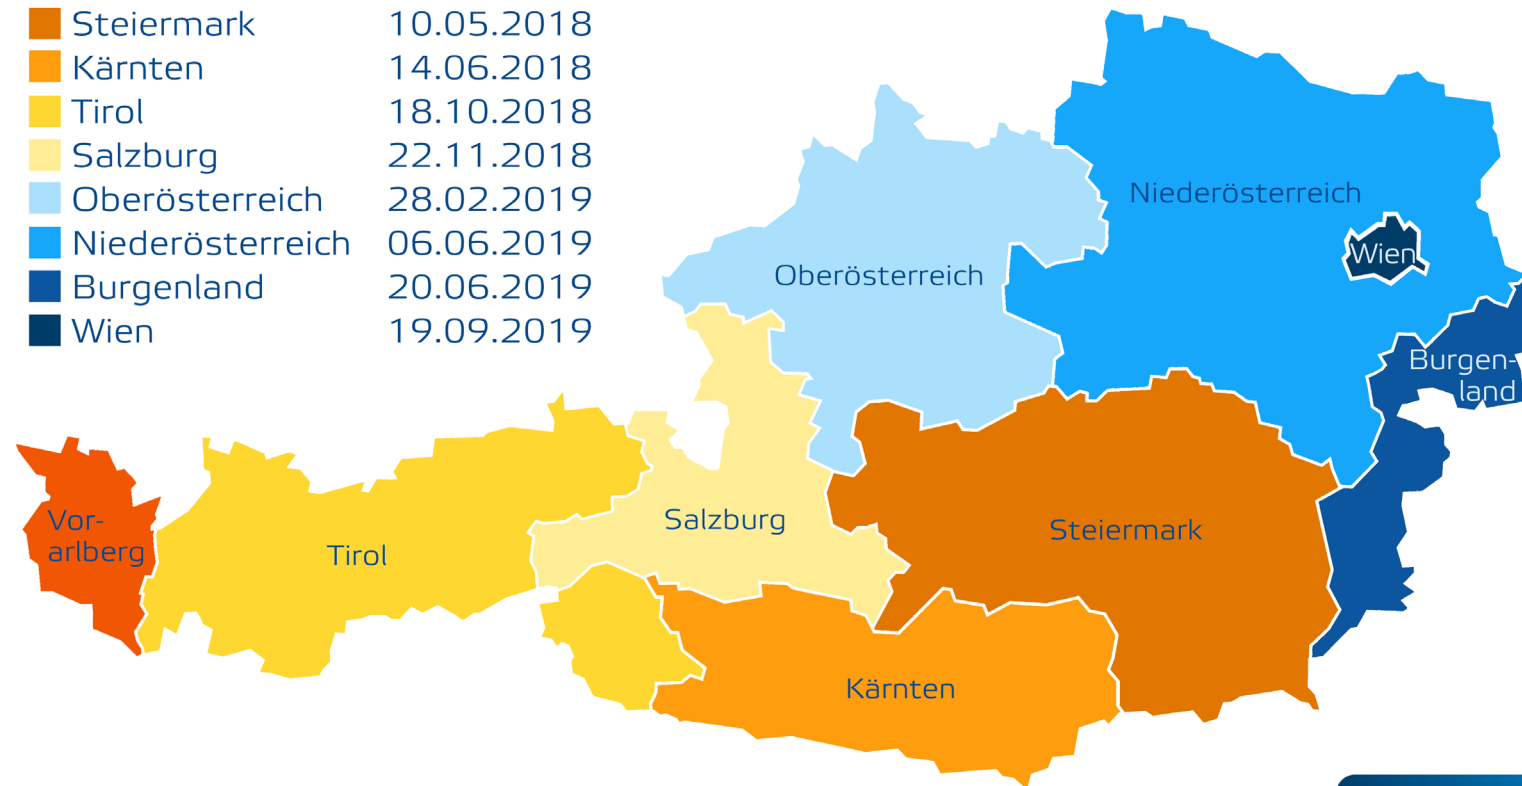 Steiermark 10.05.2018
Kärnten 14.06.2018
Tirol 18.10.2018
Salzburg 22.11.2018
Oberösterreich 28.02.2019
Niederösterreich 06.06.2019
Burgenland 20.06.2019
Wien 19.09.2019
Niederösterreich
Wien
Oberösterreich
Burgen-
land
Vor-
arlberg
Tirol
Salzburg
Steiermark
Kärnten